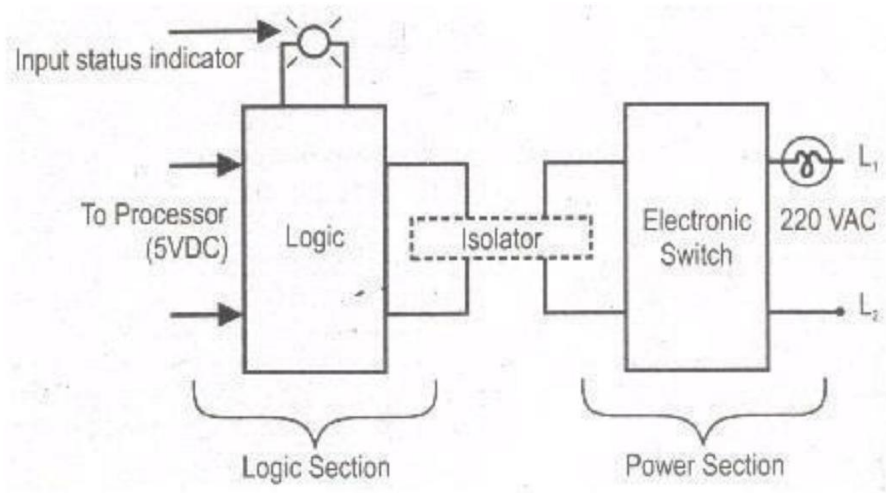 Input status indicator
To Processor
(5VDC)
Logic
Isolator
Electronic
Switch
L₁
220 VAC
L₂
Logic Section
Power Section